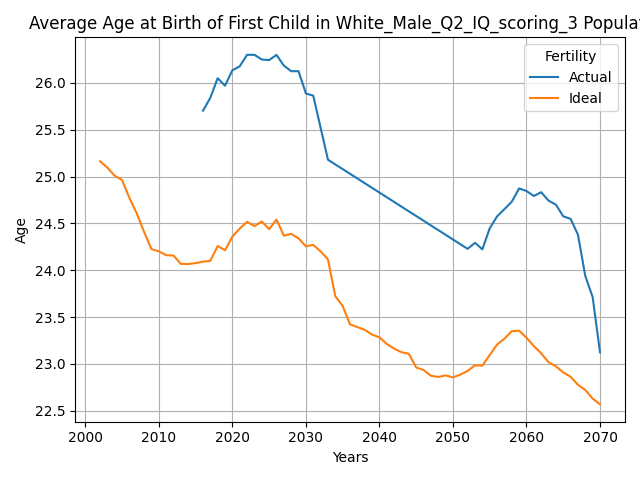 Average Age at Birth of First Child in White_Male_Q2_IQ_scoring_3 Populat
Fertility
Actual
Ideal
26.0
25.5
25.0
24.5
24.0
23.5
23.0
22.5
Age
2000
2010
2020
2030
2040
2050
2060
2070
Years